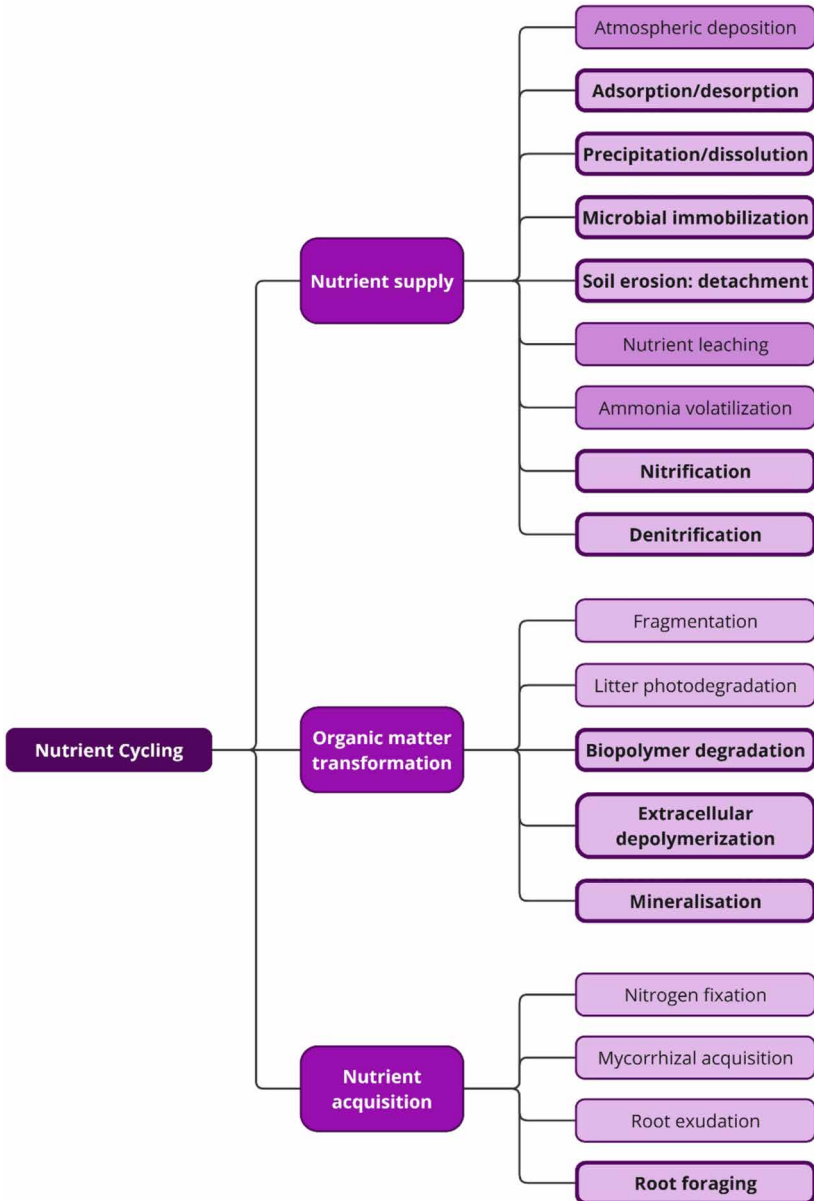 Atmospheric deposition
Adsorption/desorption
Precipitation/dissolution
Microbial immobilization
Nutrient supply
Soil erosion: detachment
Nutrient leaching
Ammonia volatilization
Nitrification
Denitrification
Fragmentation
Litter photodegradation
Nutrient Cycling
Organic matter
transformation
Biopolymer degradation
Extracellular
depolymerization
Mineralisation
Nitrogen fixation
Mycorrhizal acquisition
Nutrient
acquisition
Root exudation
Root foraging